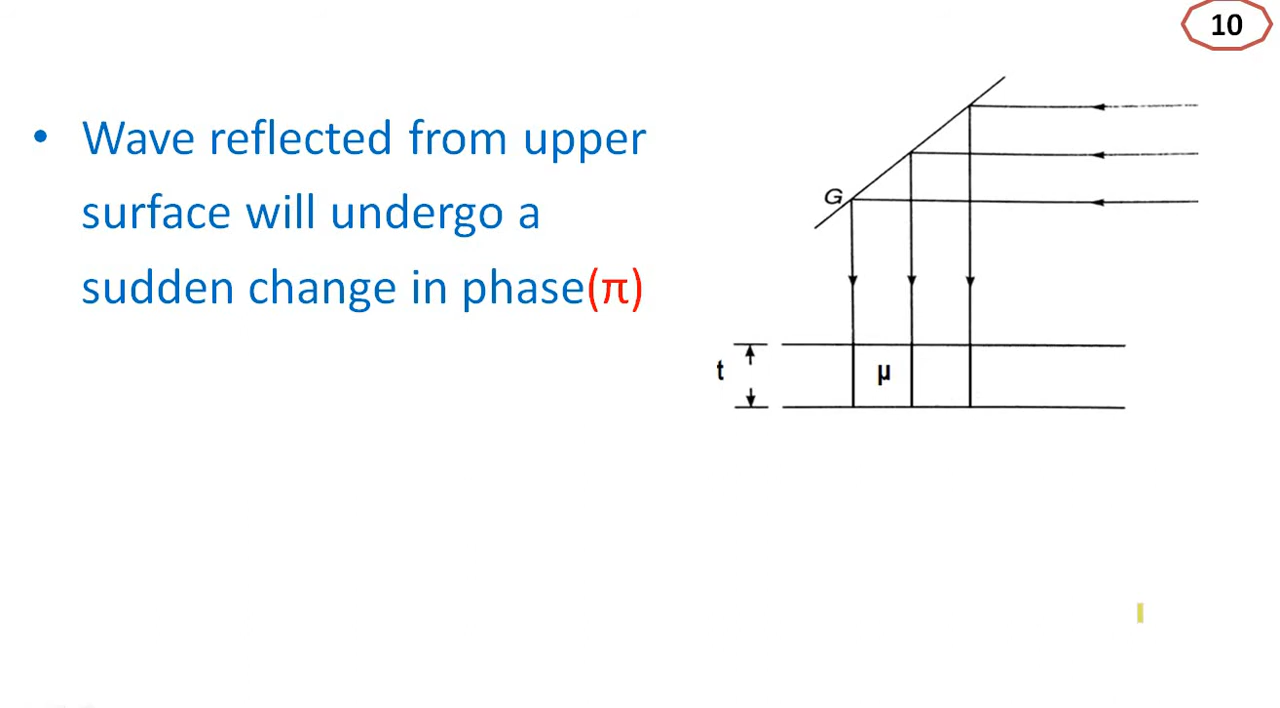 10
• Wave reflected from upper
surface will undergo a
sudden change in phase(π)
G
t
μ